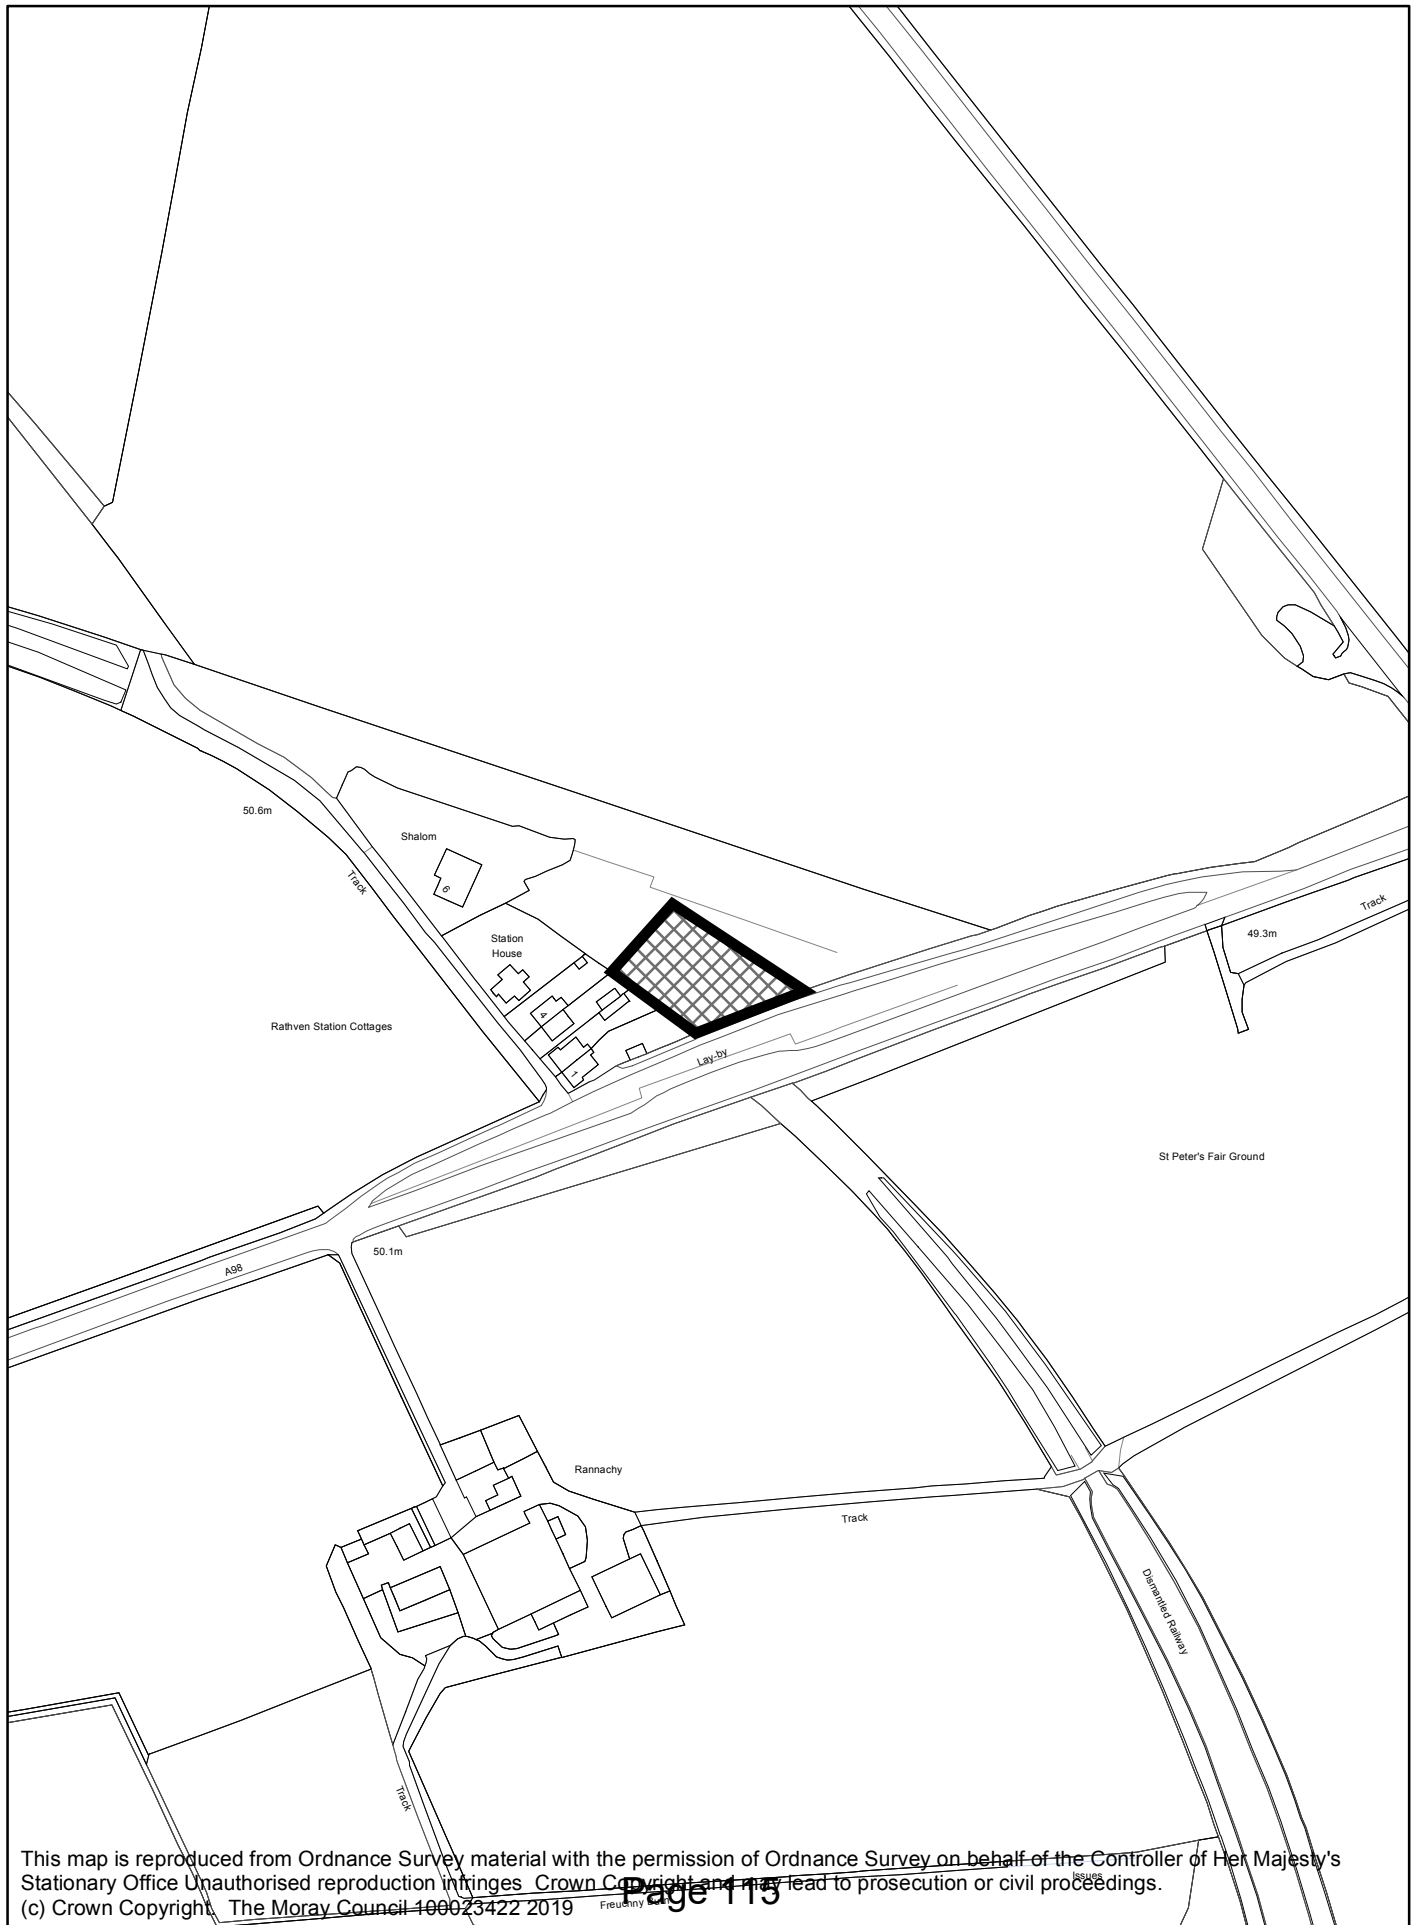 50.6m
Shalom
6
Track
Station
House
4
1
Rathven Station Cottages
Lay-by
Track
49.3m
St Peter's Fair Ground
50.1m
A98
Rannachy
Track
Dismantled Railway
Track
Issues
This map is reproduced from Ordnance Survey material with the permission of Ordnance Survey on behalf of the Controller of Her Majesty's
Stationary Office Unauthorised reproduction infringes Crown Copyright and may lead to prosecution or civil proceedings.
(c) Crown Copyright. The Moray Council 100023422 2019
Freuchny Burn
Page 115